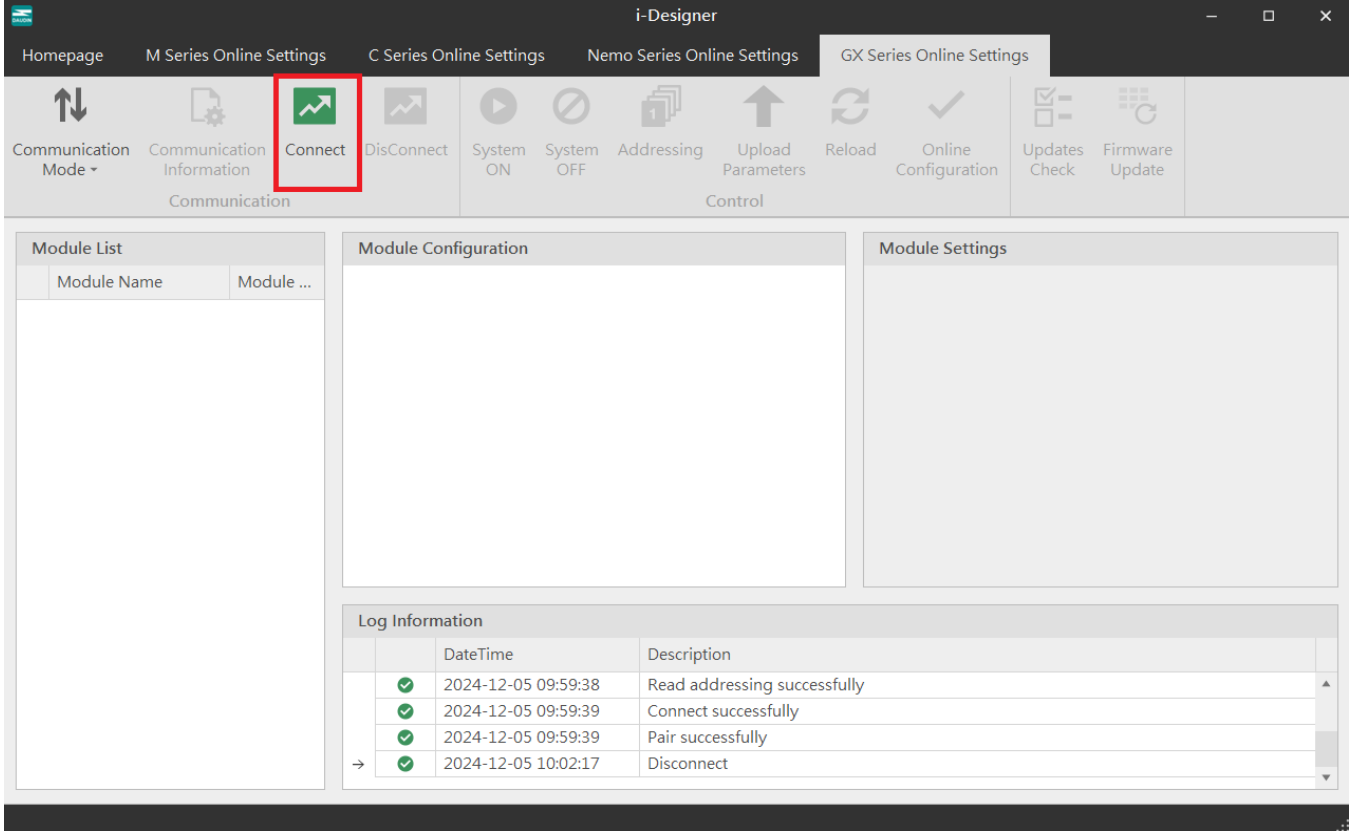 DAUDIN
i-Designer
Homepage M Series Online Settings C Series Online Settings Nemo Series Online Settings GX Series Online Settings
Communication Mode
Communication Information
Connect
DisConnect
Communication
System ON
System OFF
1
Addressing
Upload Parameters
Reload
Online Configuration
Control
Updates Check
Firmware Update
Module List
Module Name Module ...
Module Configuration
Module Settings
Log Information
DateTime Description
2024-12-05 09:59:38 Read addressing successfully
2024-12-05 09:59:39 Connect successfully
2024-12-05 09:59:39 Pair successfully
2024-12-05 10:02:17 Disconnect